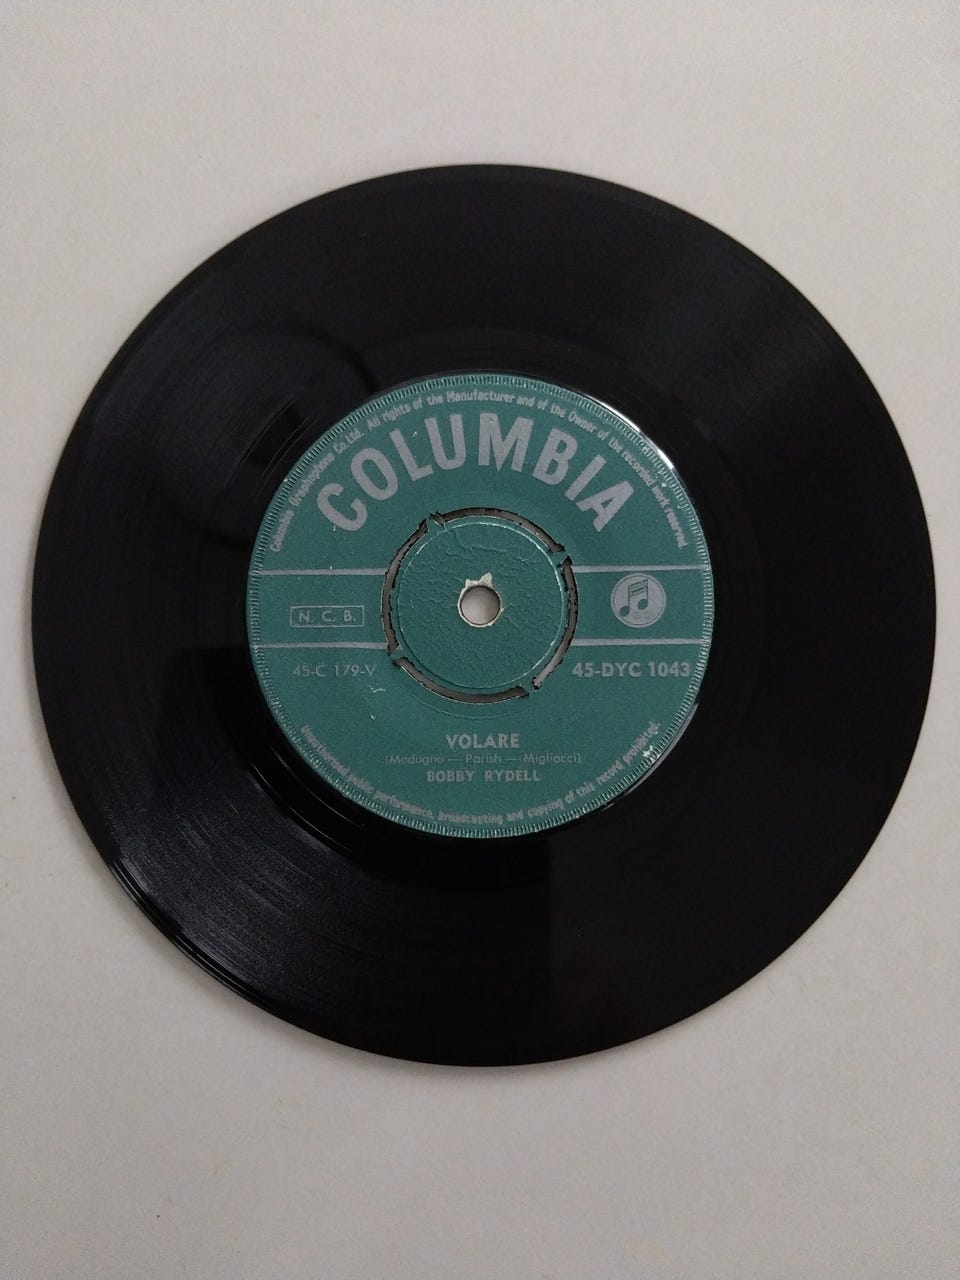 Columbia Graphophone Co. Ltd. All rights of the Manufacturer and of the Owner of the recorded work reserved.
COLUMBIA
N. C. B.
45-C 179-V
45-DYC 1043
VOLARE
(Modugno — Parish — Migliacci)
BOBBY RYDELL
Unauthorised public performance, broadcasting and copying of this record prohibited.